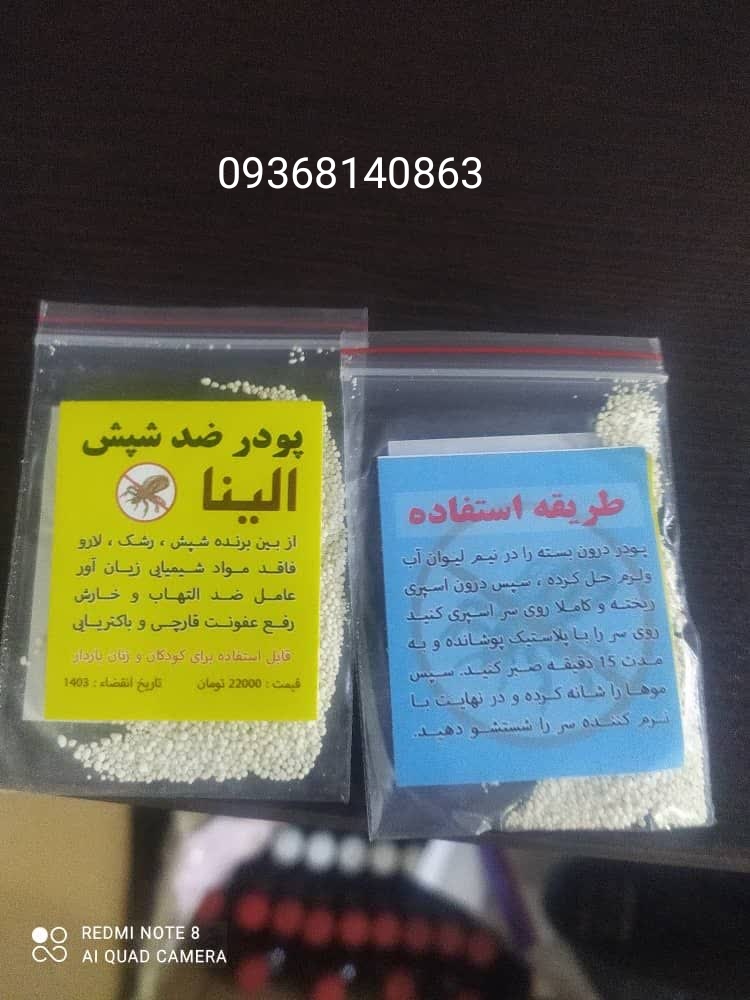 09368140863
پودر ضد شپش
الینا
از بین برنده شپش ، رشک ، لارو
فاقد مواد شیمیایی زیان آور
عامل ضد التهاب و خارش
رفع عفونت قارچی و باکتریایی
قابل استفاده برای کودکان و زنان باردار
قیمت : 22000 تومان تاریخ انقضاء : 1403
طریقه استفاده
پودر درون بسته را در نیم لیوان آب
ولرم حل کرده ، سپس درون اسپری
ریخته و کاملا روی سر اسپری کنید
روی سر را با پلاستیک پوشانده و به
مدت 15 دقیقه صبر کنید. سپس
موها را شانه کرده و در نهایت با
نرم کننده سر را شستشو دهید.
REDMI NOTE 8
AI QUAD CAMERA